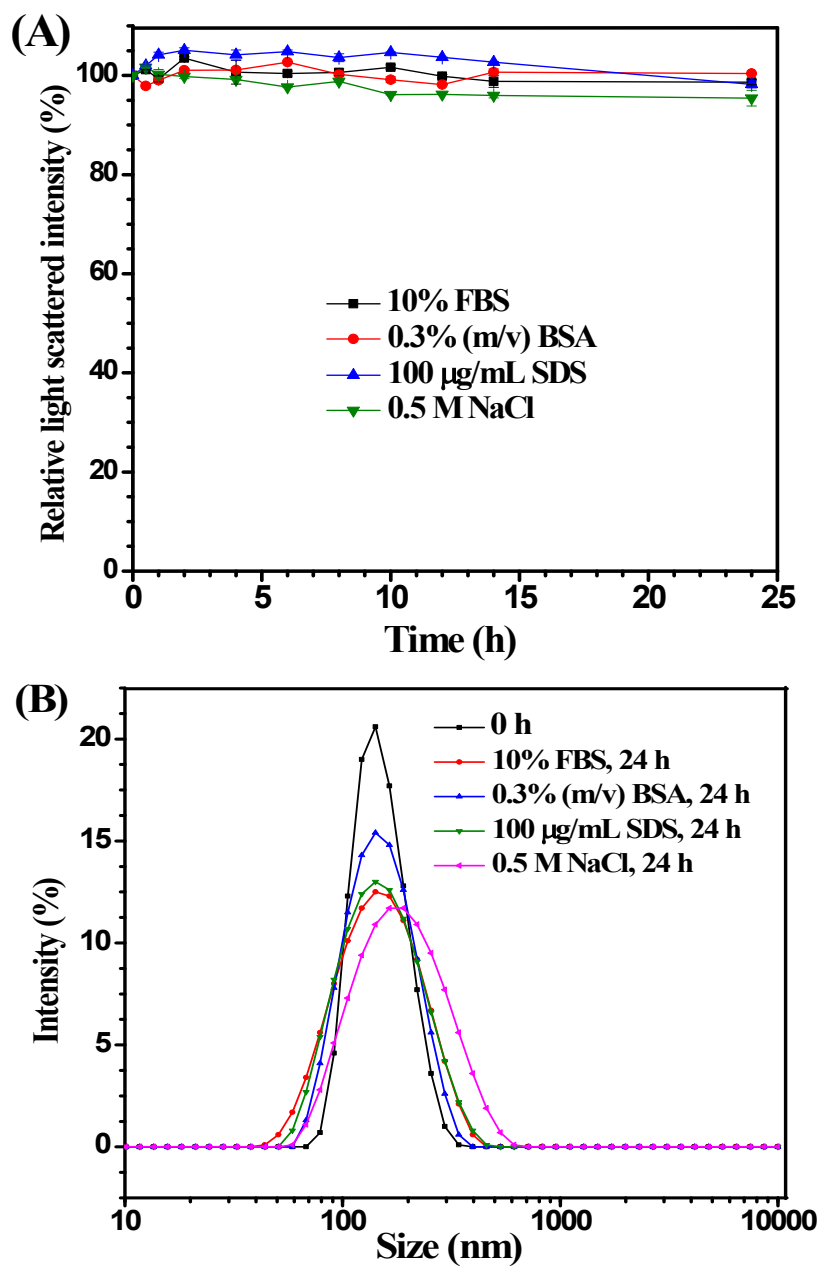 (A)
Relative light scattered intensity (%)
100
80
60
40
20
0
10% FBS
0.3% (m/v) BSA
100 μg/mL SDS
0.5 M NaCl
0 5 10 15 20 25
Time (h)
(B)
Intensity (%)
20
15
10
5
0
0 h
10% FBS, 24 h
0.3% (m/v) BSA, 24 h
100 μg/mL SDS, 24 h
0.5 M NaCl, 24 h
10 100 1000 10000
Size (nm)